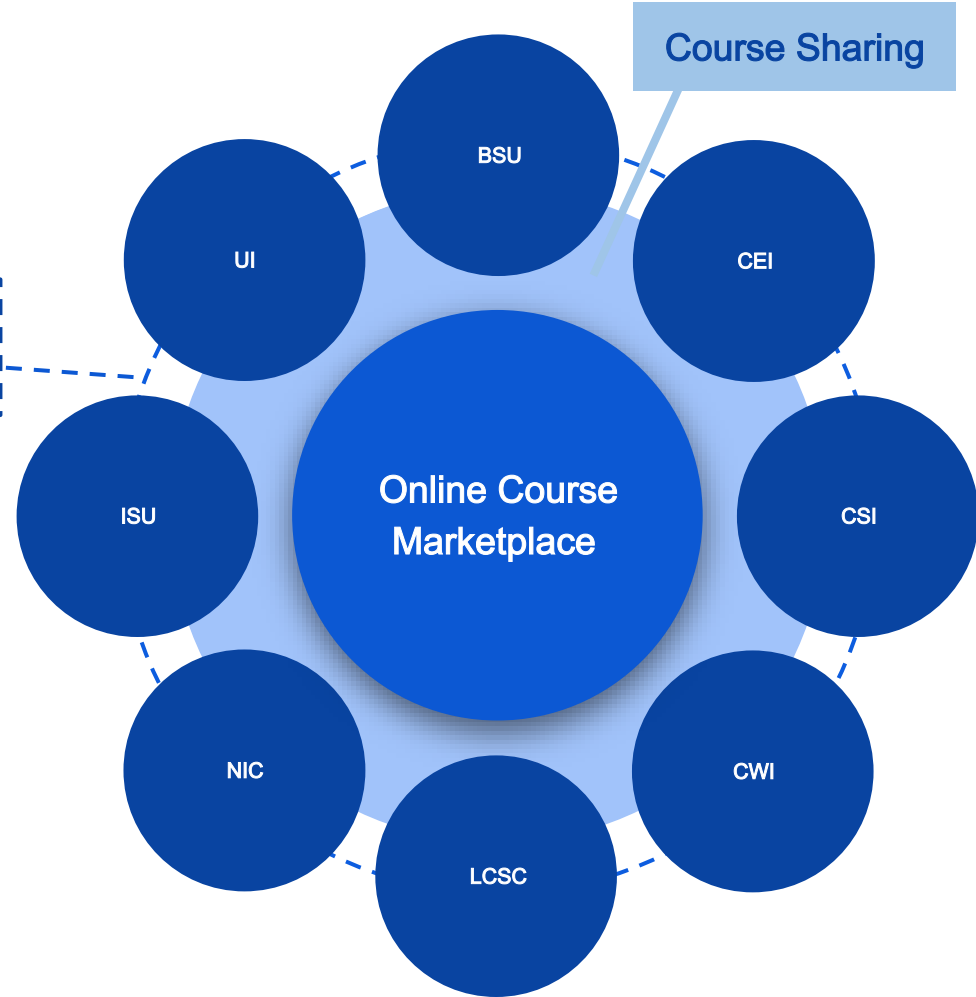 Course Sharing
BSU
UI
CEI
Online Course
Marketplace
ISU
CSI
NIC
CWI
LCSC